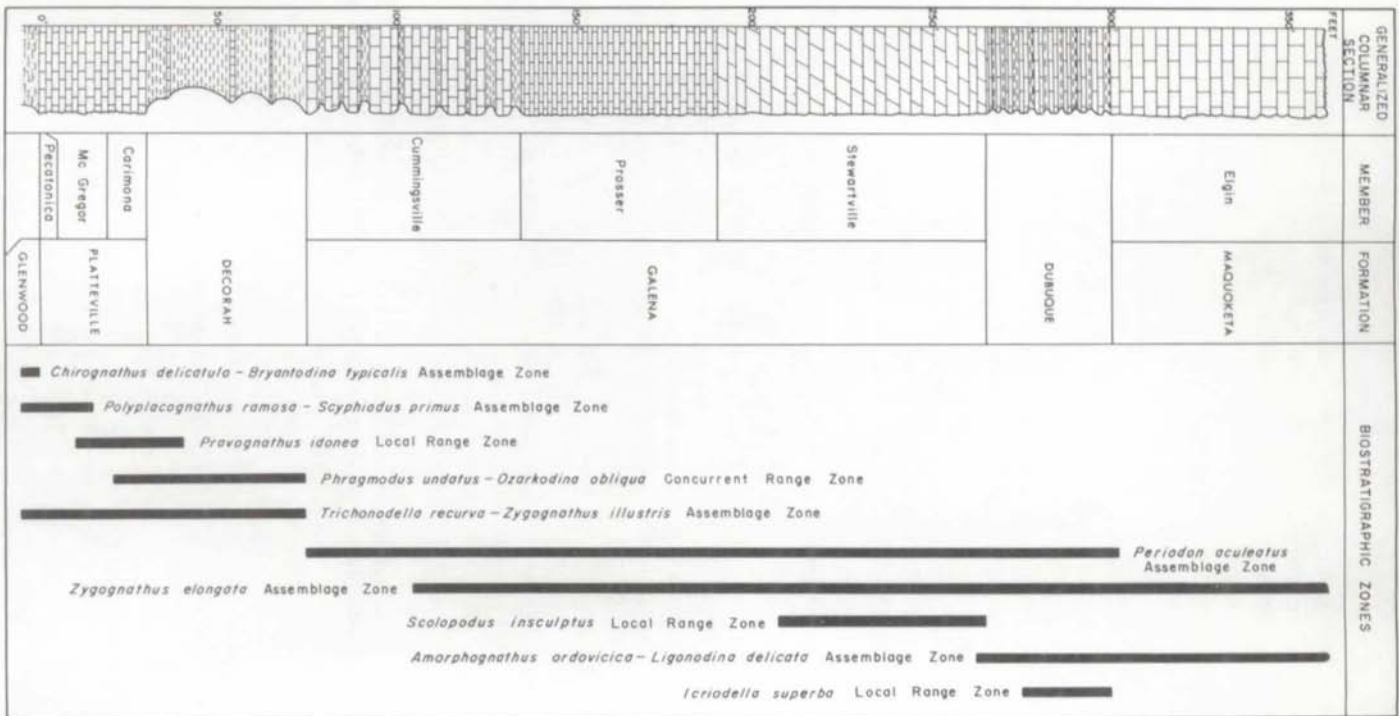 GENERALIZED
COLUMNAR
SECTION
FEET
0'
50'
100'
150'
200'
250'
300'
350'
MEMBER
Pecatonica
Mc Gregor
Carimona
Cummingsville
Prosser
Stewartville
Elgin
FORMATION
GLENWOOD
PLATTEVILLE
DECORAH
GALENA
DUBUQUE
MAQUOKETA
BIOSTRATIGRAPHIC ZONES
Chirognathus delicatula – Bryantodina typicalis Assemblage Zone
Polyplacognathus ramosa – Scyphiodus primus Assemblage Zone
Pravognathus idonea Local Range Zone
Phragmodus undatus – Ozarkodina obliqua Concurrent Range Zone
Trichonodella recurva – Zygognathus illustris Assemblage Zone
Periodon aculeatus
Assemblage Zone
Zygognathus elongata Assemblage Zone
Scolopodus insculptus Local Range Zone
Amorphognathus ordovicica – Ligonodina delicata Assemblage Zone
Icriodella superba Local Range Zone